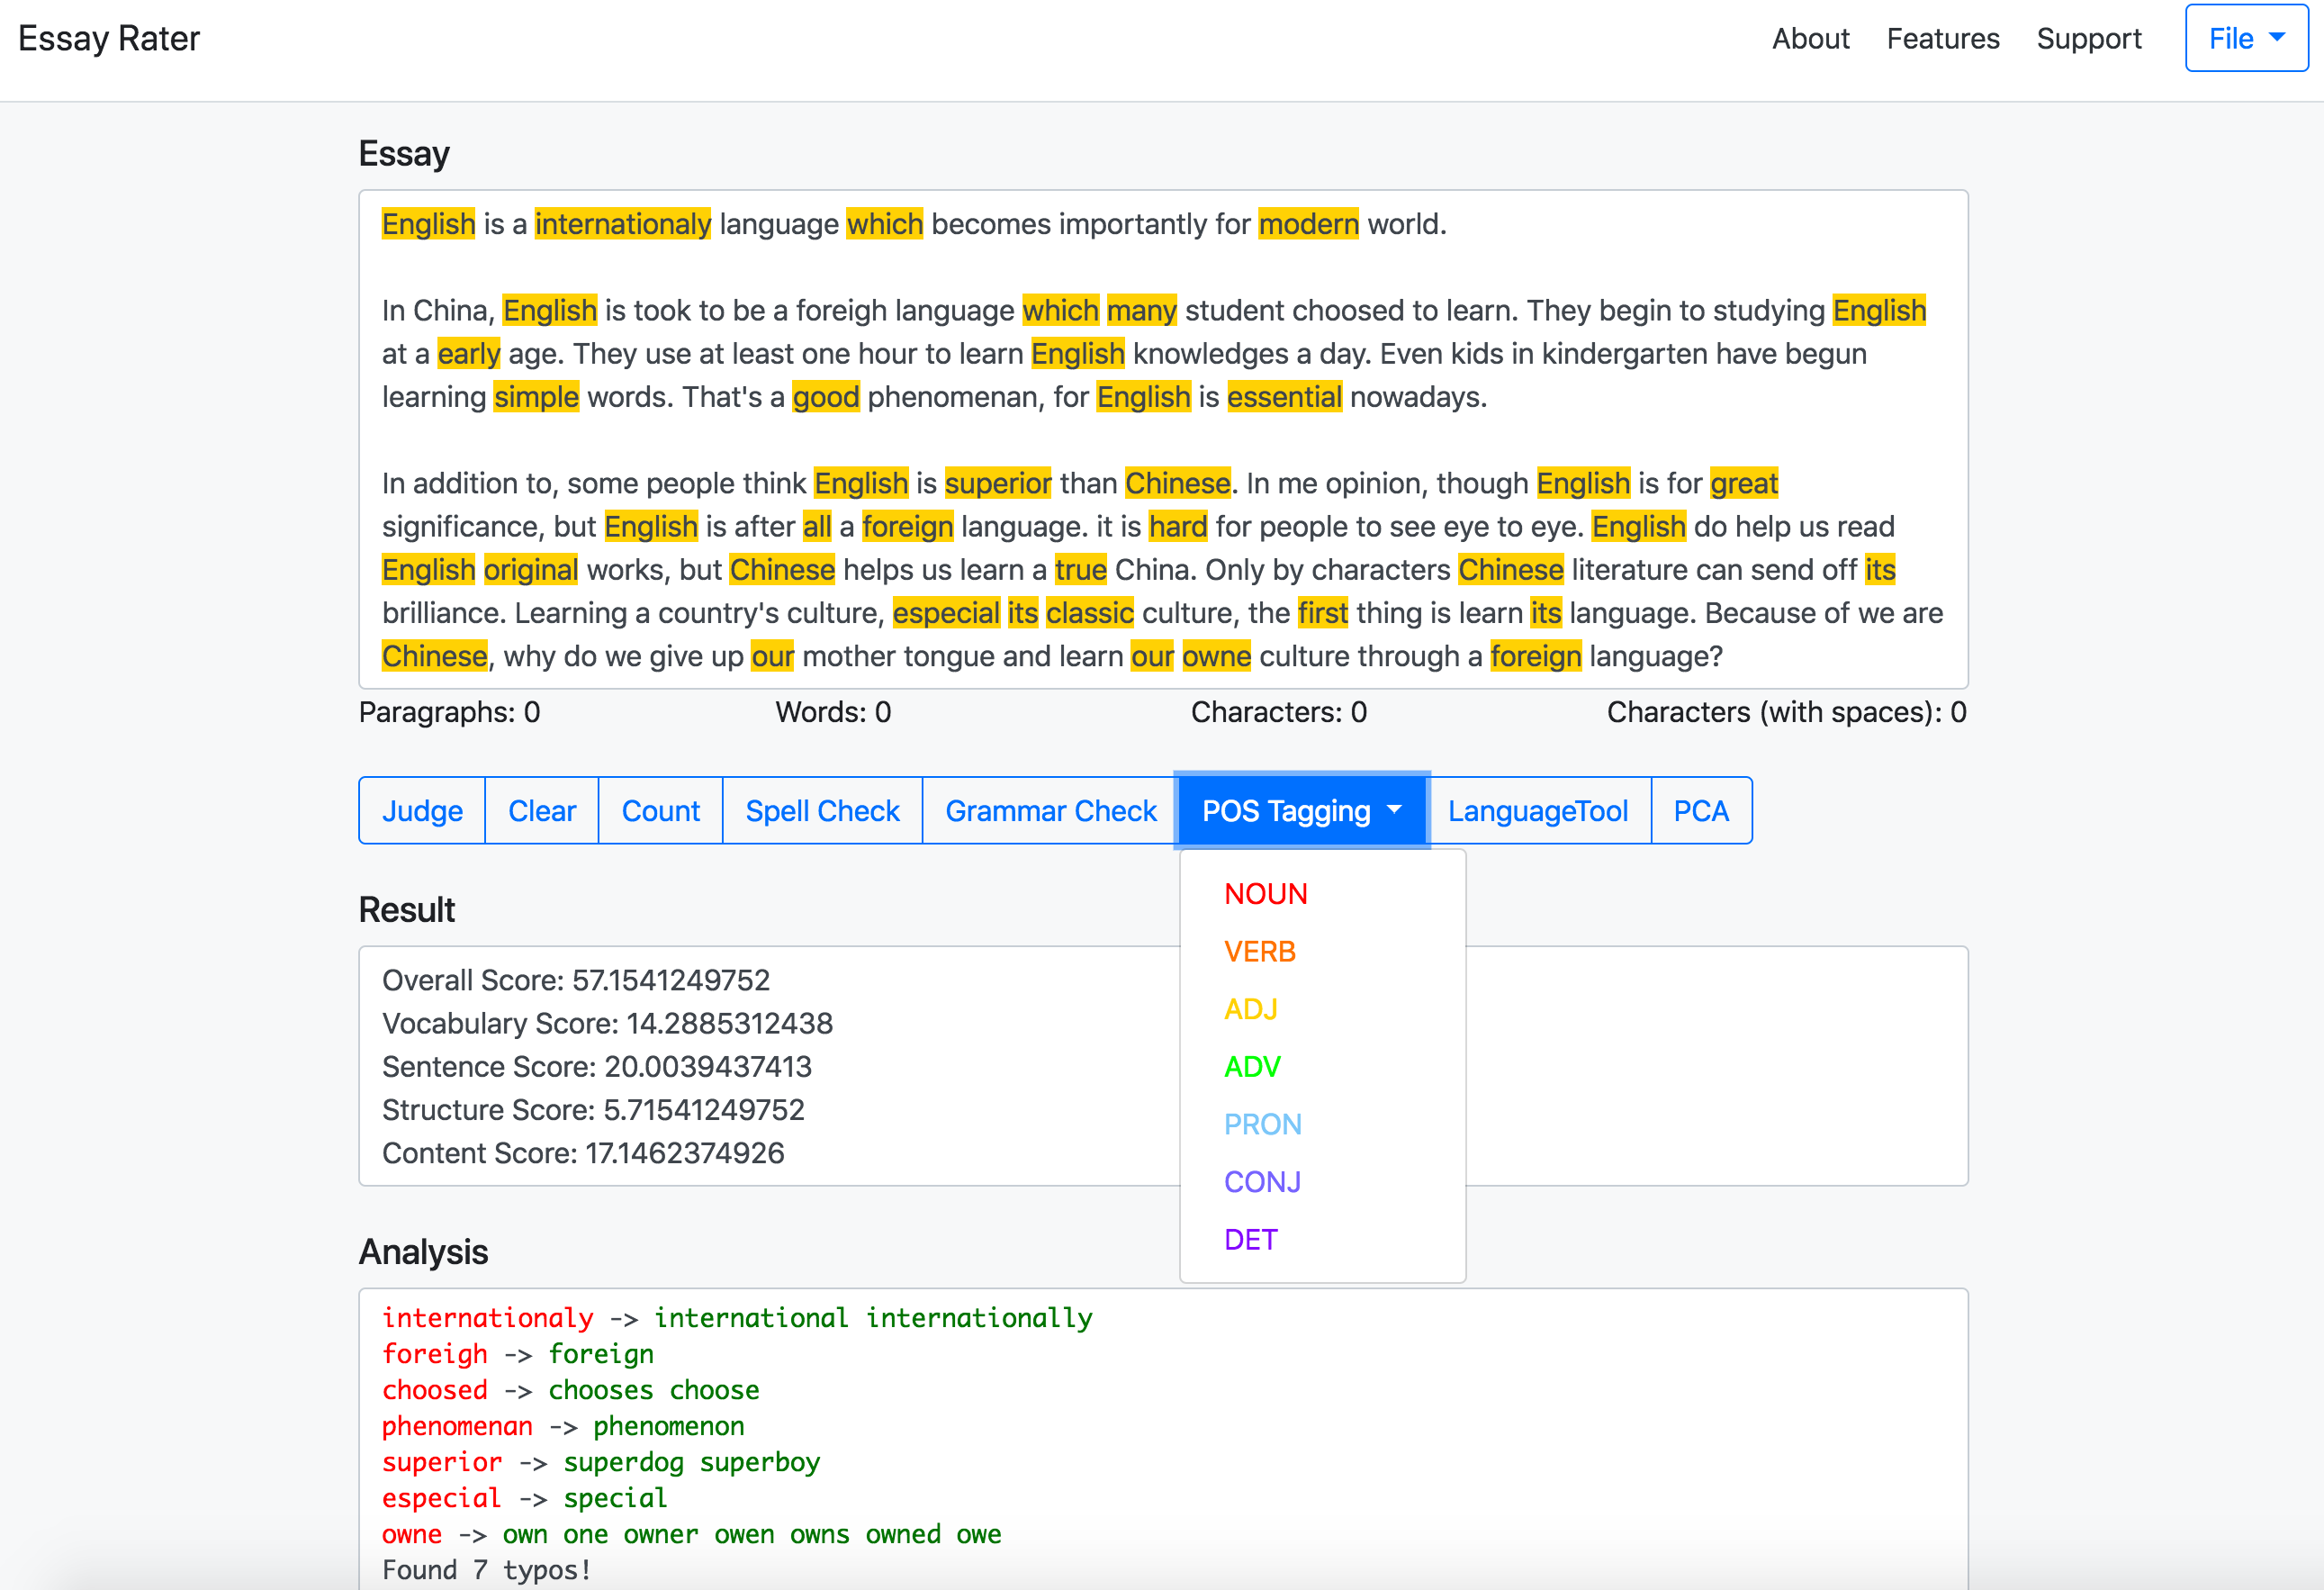 Essay Rater About Features Support File
Essay
English is a internationaly language which becomes importantly for modern world.
In China, English is took to be a foreigh language which many student choosed to learn. They begin to studying English
at a early age. They use at least one hour to learn English knowledges a day. Even kids in kindergarten have begun
learning simple words. That's a good phenomenan, for English is essential nowadays.
In addition to, some people think English is superior than Chinese. In me opinion, though English is for great
significance, but English is after all a foreign language. it is hard for people to see eye to eye. English do help us read
English original works, but Chinese helps us learn a true China. Only by characters Chinese literature can send off its
brilliance. Learning a country's culture, especial its classic culture, the first thing is learn its language. Because of we are
Chinese, why do we give up our mother tongue and learn our owne culture through a foreign language?
Paragraphs: 0 Words: 0 Characters: 0 Characters (with spaces): 0
Judge Clear Count Spell Check Grammar Check POS Tagging LanguageTool PCA
NOUN
VERB
ADJ
ADV
PRON
CONJ
DET
Result
Overall Score: 57.1541249752
Vocabulary Score: 14.2885312438
Sentence Score: 20.0039437413
Structure Score: 5.71541249752
Content Score: 17.1462374926
Analysis
internationaly -> international internationally
foreigh -> foreign
choosed -> chooses choose
phenomenan -> phenomenon
superior -> superdog superboy
especial -> special
owne -> own one owner owen owns owned owe
Found 7 typos!